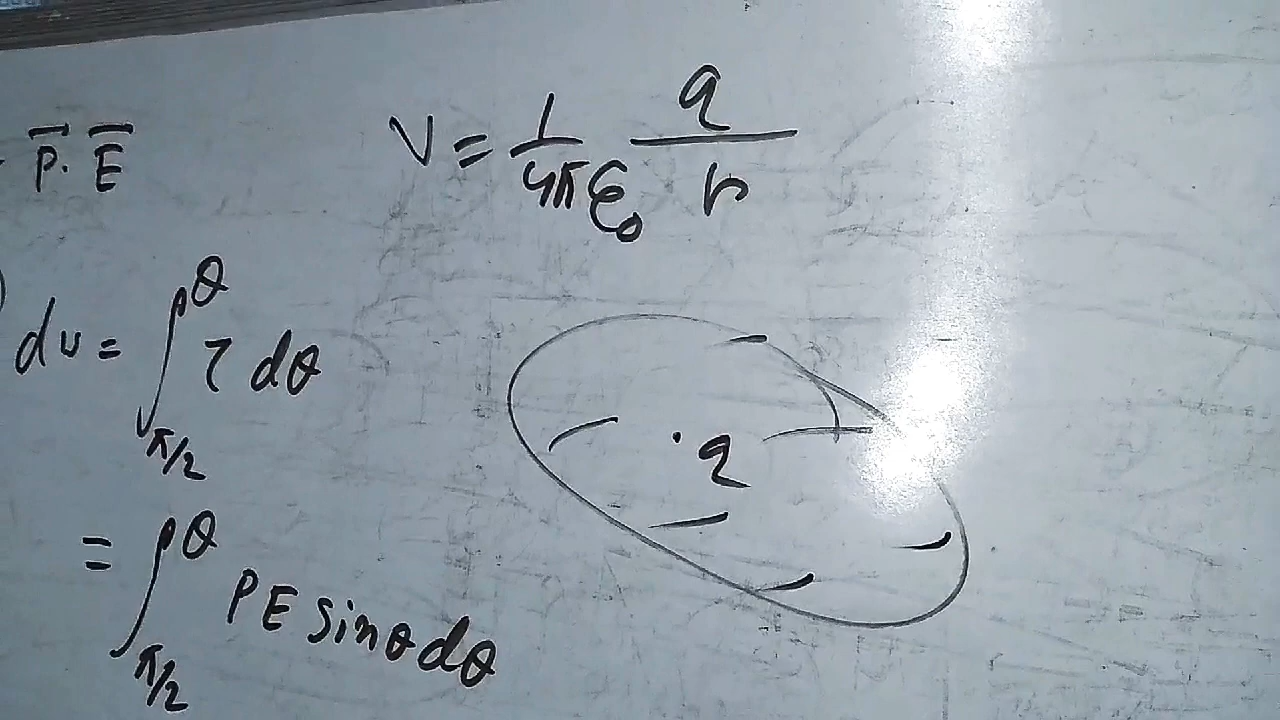 P⃗. E⃗
V = 1/4πε₀ q/r
du = ∫_{π/2}^{θ} τ dθ
q
= ∫_{π/2}^{θ} PE sinθ dθ